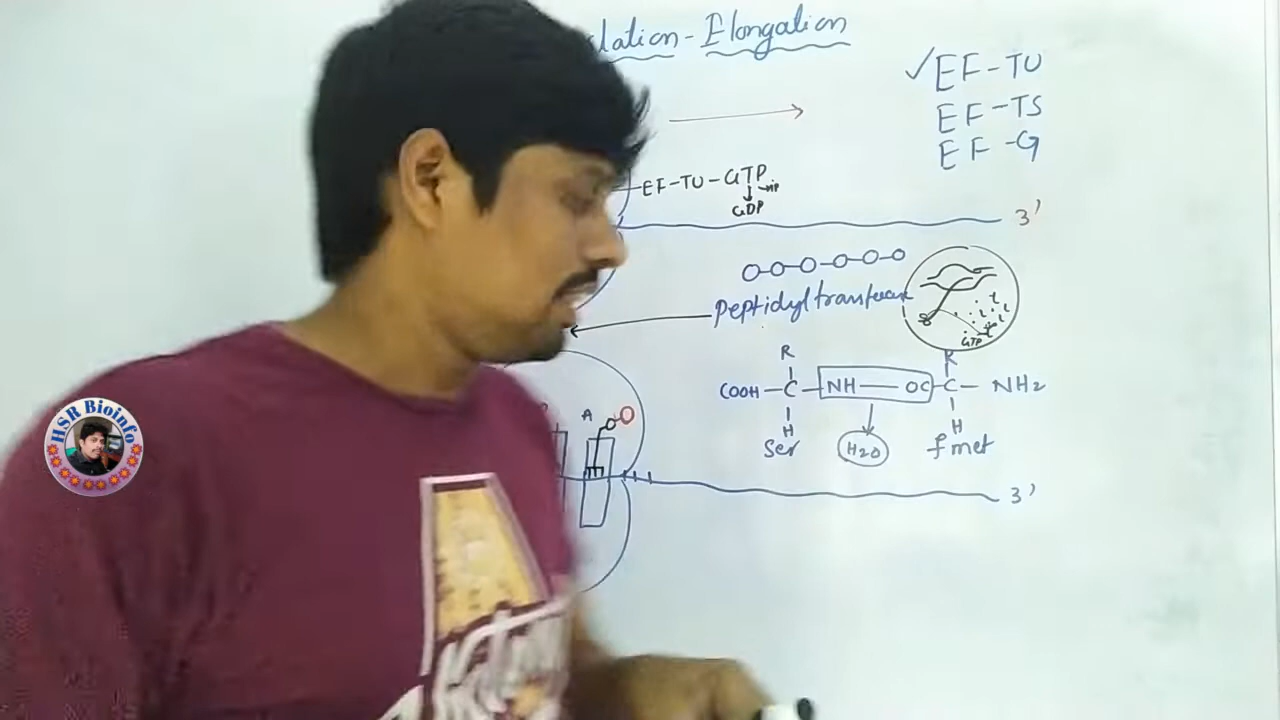 lation - Elongation
✓EF-TU
EF-TS
EF-G
EF-TU-GTP
GDP
3'
Peptidyl
R
R
COOH-C-NH-OC-C-NH2
H
H
Ser
H2O
fmet
GTP
A
3'
HSR Bioinfo